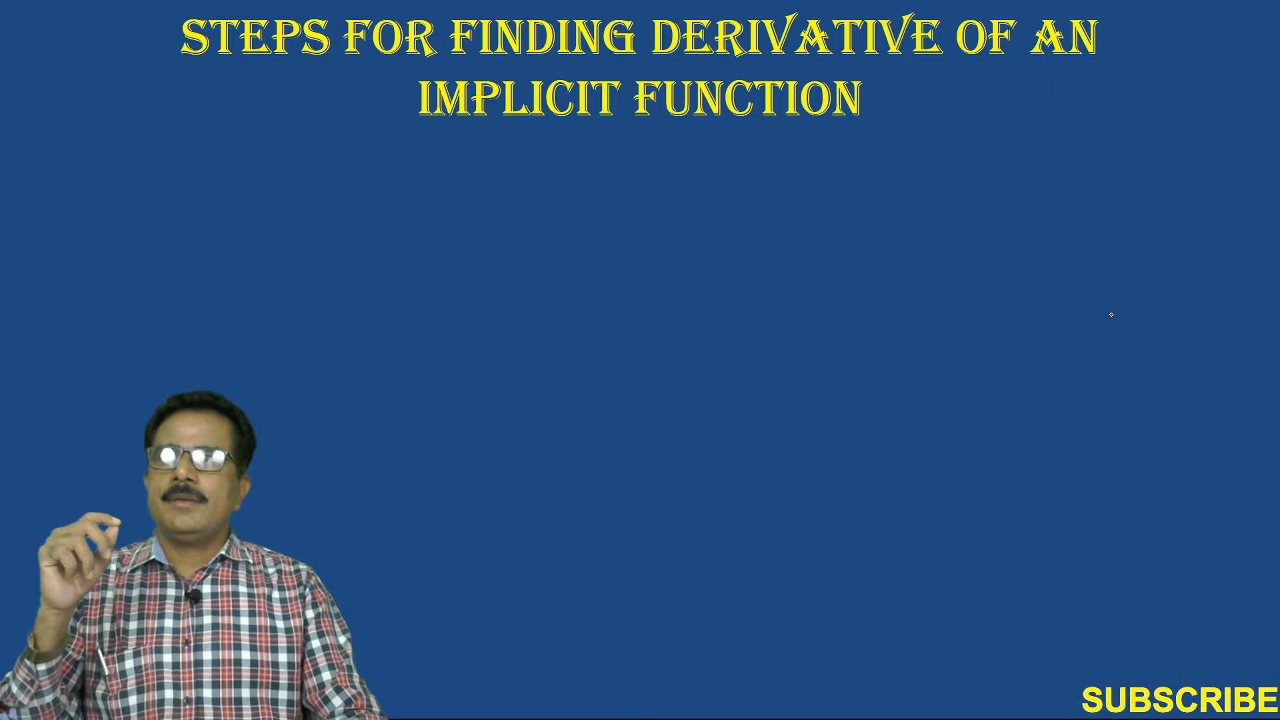 STEPS FOR FINDING DERIVATIVE OF AN
IMPLICIT FUNCTION
SUBSCRIBE